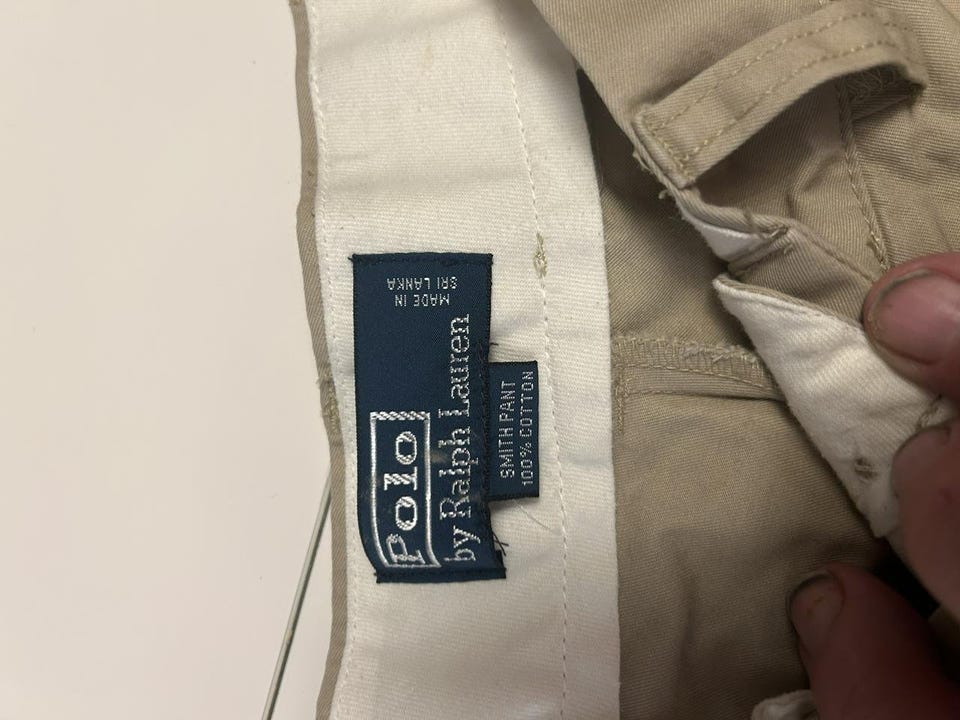 Polo
by Ralph Lauren
MADE IN
SRI LANKA
SMITH PANT
100% COTTON